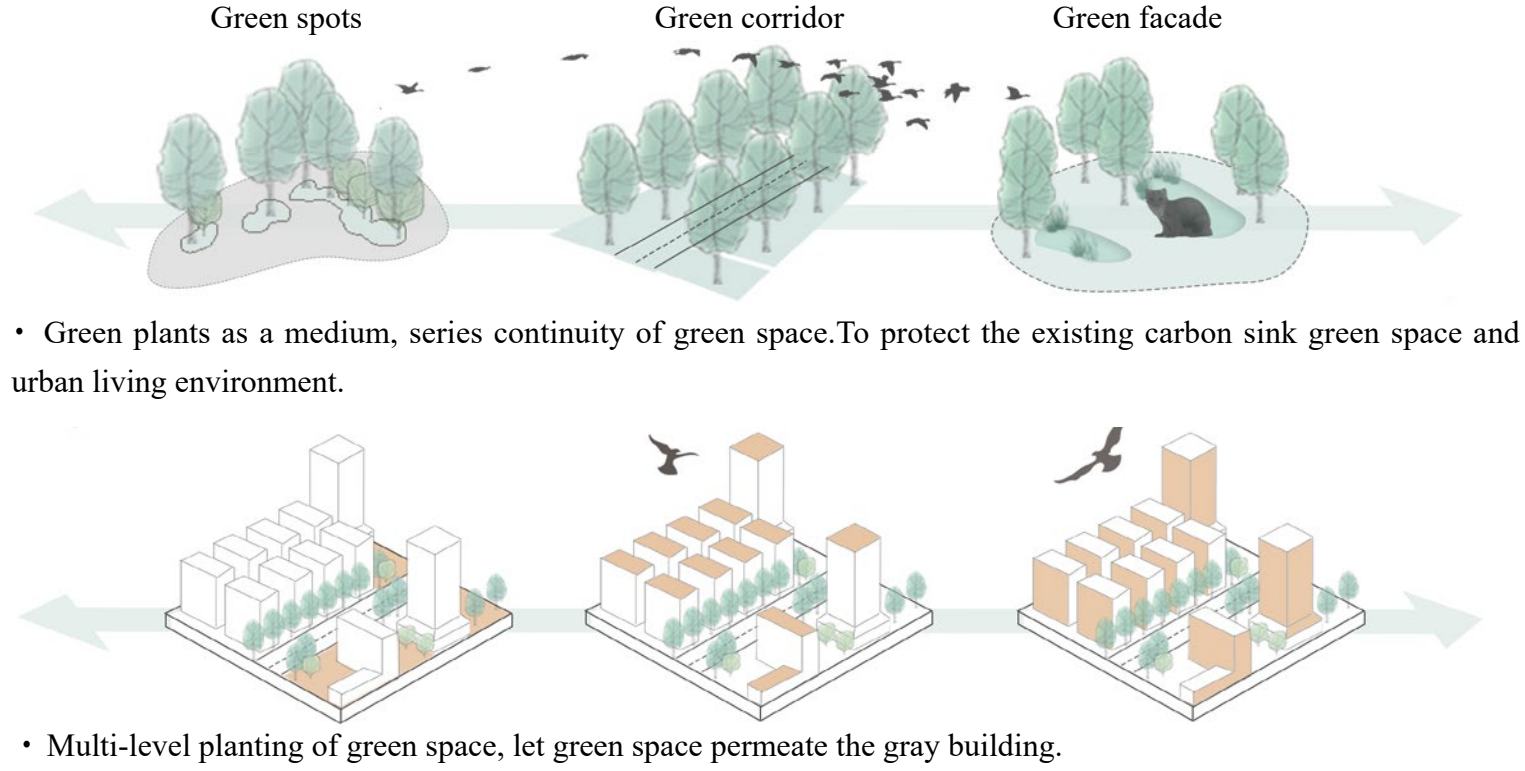 Green spots Green corridor Green facade
・ Green plants as a medium, series continuity of green space.To protect the existing carbon sink green space and
urban living environment.
・ Multi-level planting of green space, let green space permeate the gray building.